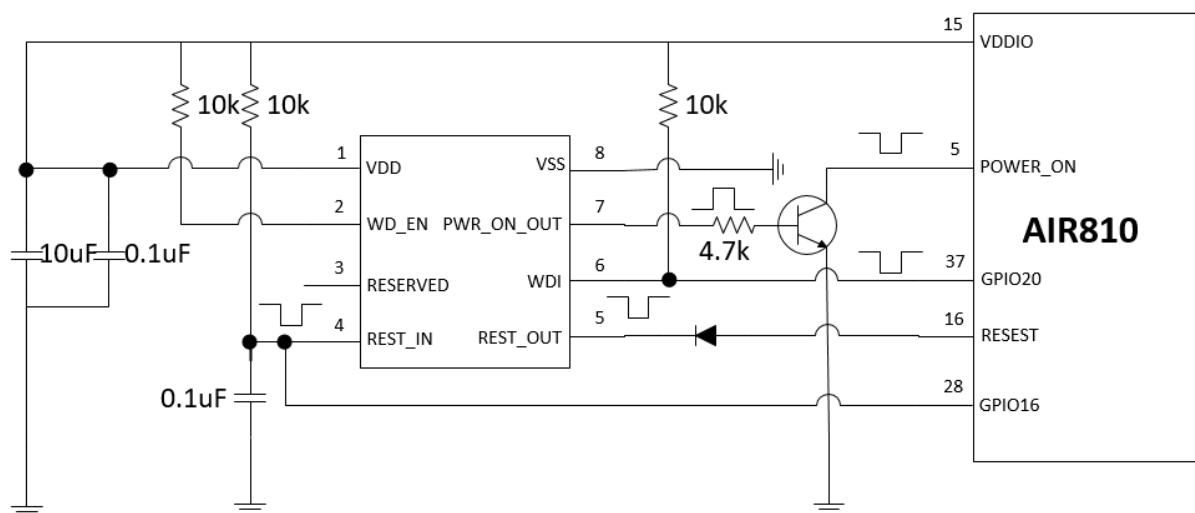 15
VDDIO
10k
10k
10k
1
VDD
VSS
8
5
POWER_ON
2
WD_EN
PWR_ON_OUT
7
4.7k
AIR810
10uF
0.1uF
3
RESERVED
WDI
6
37
GPIO20
4
REST_IN
REST_OUT
5
16
RESEST
0.1uF
28
GPIO16